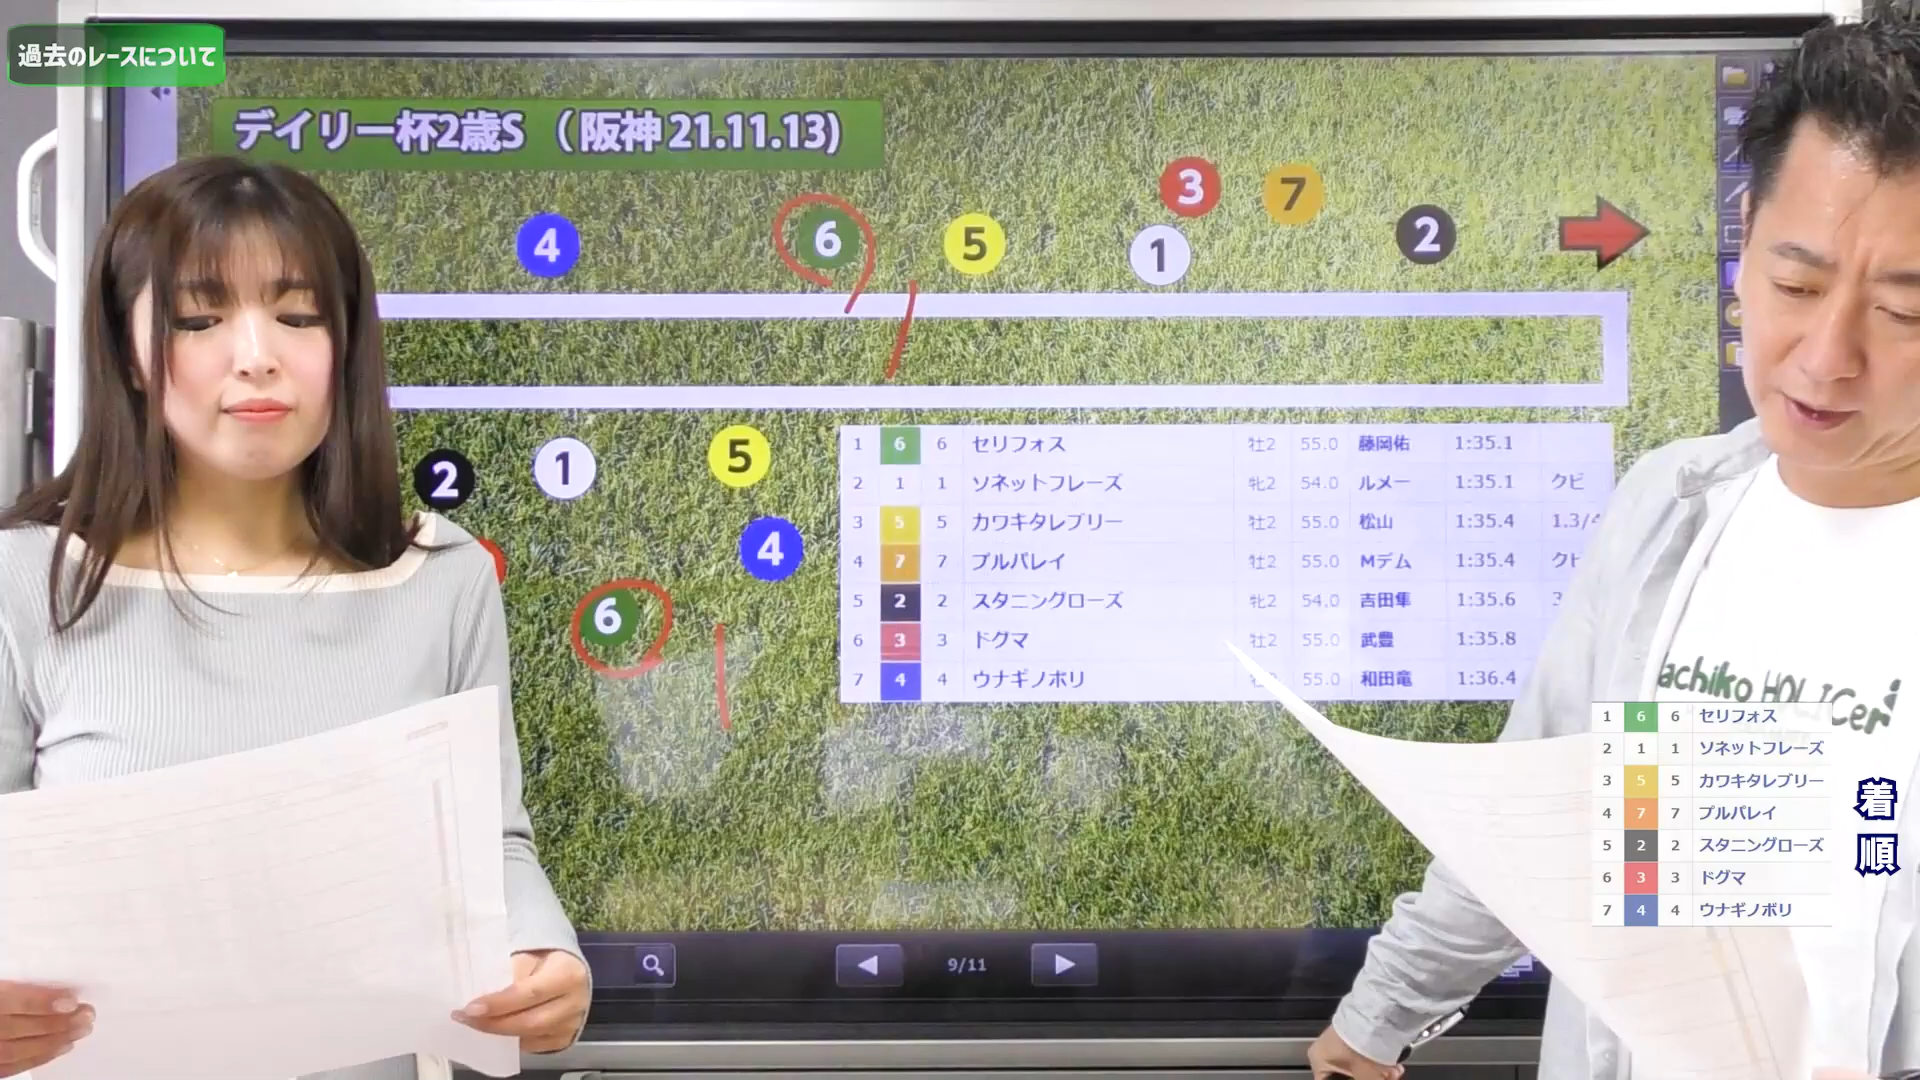 過去のレースについて
デイリー杯2歳S （阪神 21.11.13)
4 6 5 3 1 7 2
2 1 5 4 6
1 6 6 セリフォス 牡2 55.0 藤岡佑 1:35.1
2 1 1 ソネットフレーズ 牝2 54.0 ルメー 1:35.1 クビ
3 5 5 カワキタレブリー 牡2 55.0 松山 1:35.4 1.3/4
4 7 7 プルパレイ 牡2 55.0 Mデム 1:35.4
5 2 2 スタニングローズ 牝2 54.0 吉田隼 1:35.6
6 3 3 ドグマ 牡2 55.0 武豊 1:35.8
7 4 4 ウナギノボリ 55.0 和田竜 1:36.4
achiko HOLIC
1 6 6 セリフォス
2 1 1 ソネットフレーズ
3 5 5 カワキタレブリー
4 7 7 プルパレイ
5 2 2 スタニングローズ
6 3 3 ドグマ
7 4 4 ウナギノボリ
着順
9/11